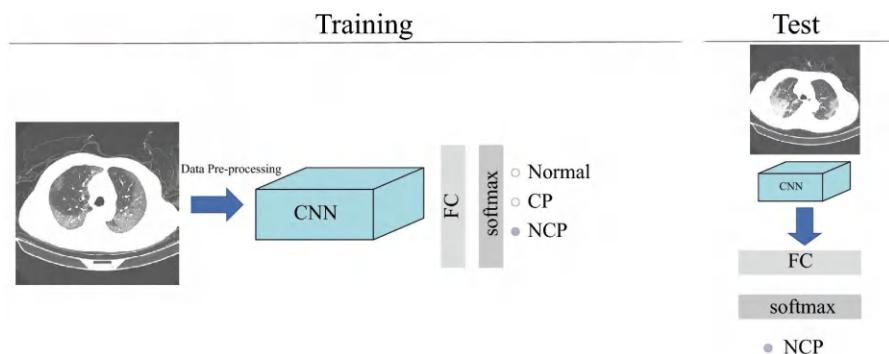 Training
Data Pre-processing
CNN
FC
softmax
Normal
CP
NCP
Test
CNN
FC
softmax
NCP